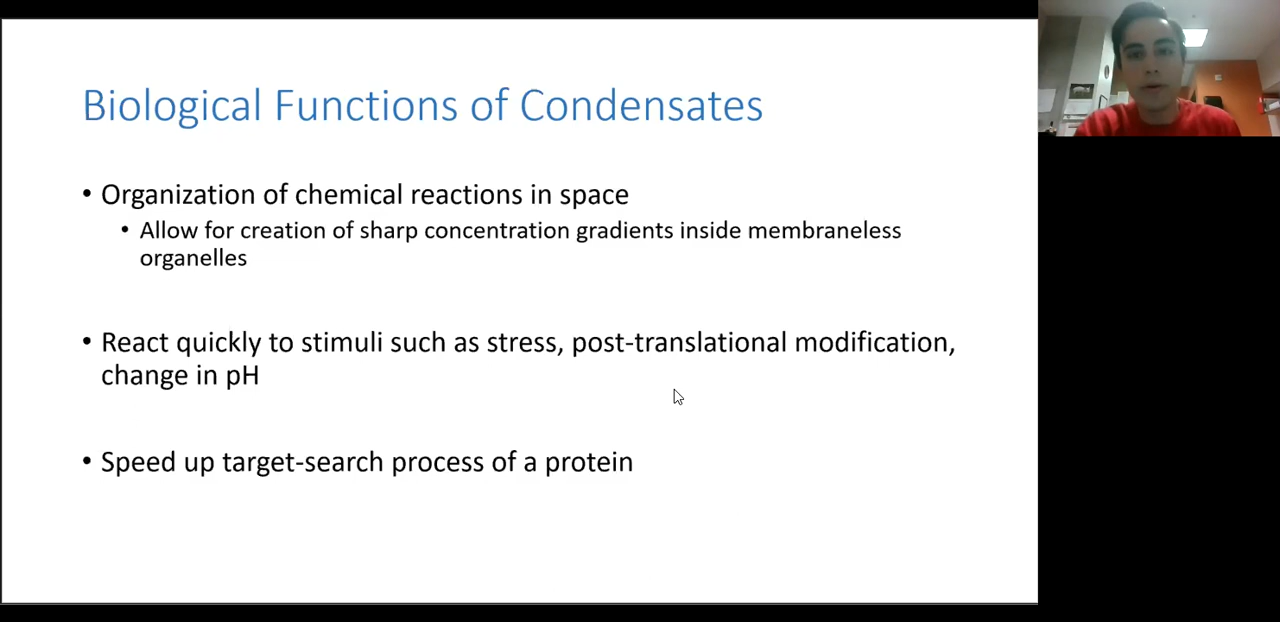 Biological Functions of Condensates
• Organization of chemical reactions in space
• Allow for creation of sharp concentration gradients inside membraneless
organelles
• React quickly to stimuli such as stress, post-translational modification,
change in pH
• Speed up target-search process of a protein